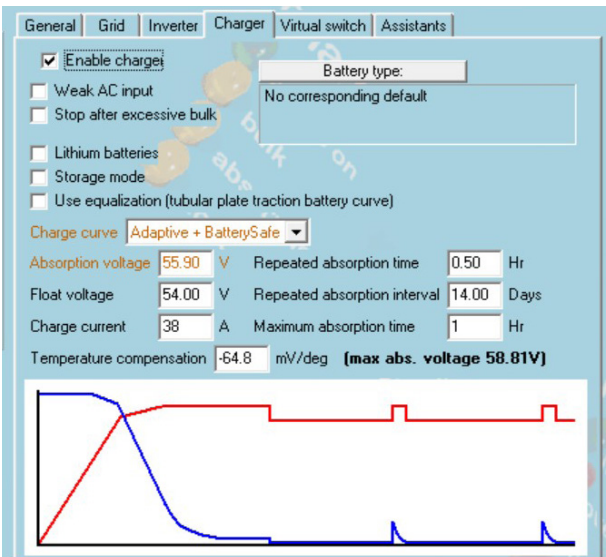 General Grid Inverter Charger Virtual switch Assistants
Enable charger
Battery type:
Weak AC input
No corresponding default
Stop after excessive bulk
Lithium batteries
Storage mode
Use equalization (tubular plate traction battery curve)
Charge curve Adaptive + BatterySafe
Absorption voltage 55.90 V Repeated absorption time 0.50 Hr
Float voltage 54.00 V Repeated absorption interval 14.00 Days
Charge current 38 A Maximum absorption time 1 Hr
Temperature compensation -64.8 mV/deg (max abs. voltage 58.81V)